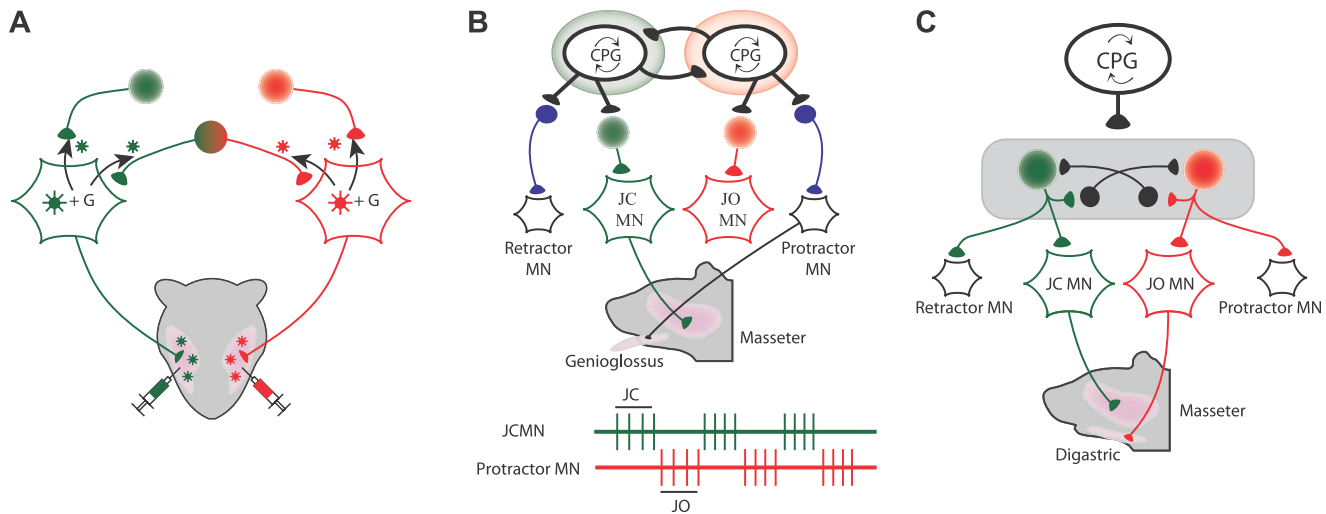 A
+ G
+ G
B
CPG
CPG
JC
MN
JO
MN
Retractor
MN
Protractor
MN
Masseter
Genioglossus
JC
JCMN
Protractor MN
JO
C
CPG
JC MN
JO MN
Retractor MN
Protractor MN
Masseter
Digastric